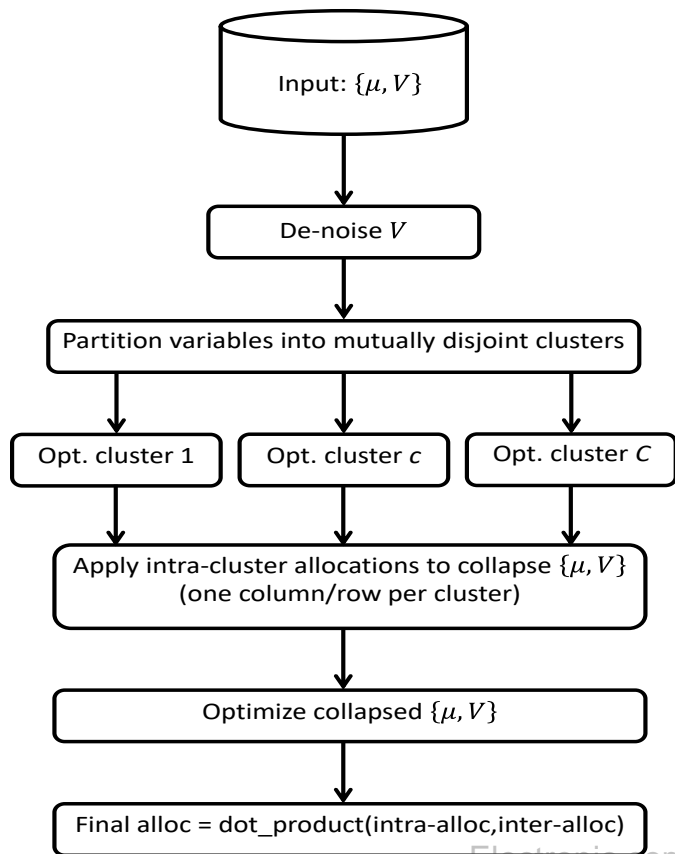 Input: {μ, V}
De-noise V
Partition variables into mutually disjoint clusters
Opt. cluster 1
Opt. cluster c
Opt. cluster C
Apply intra-cluster allocations to collapse {μ, V}
(one column/row per cluster)
Optimize collapsed {μ, V}
Final alloc = dot_product(intra-alloc,inter-alloc)